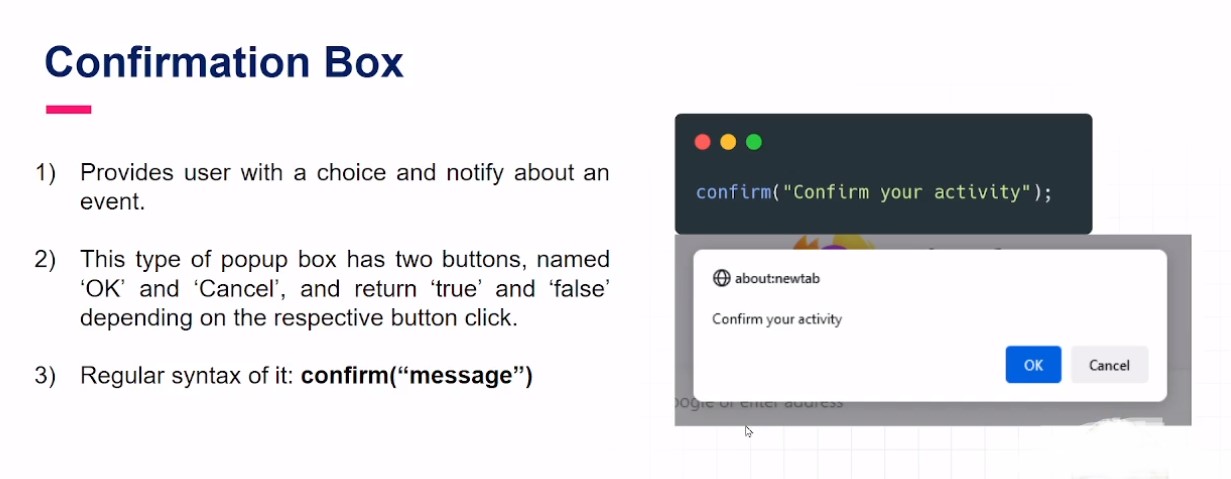 Confirmation Box
1) Provides user with a choice and notify about an
event.
2) This type of popup box has two buttons, named
‘OK’ and ‘Cancel’, and return ‘true’ and ‘false’
depending on the respective button click.
3) Regular syntax of it: confirm(“message”)
confirm("Confirm your activity");
about:newtab
Confirm your activity
OK
Cancel
or enter address